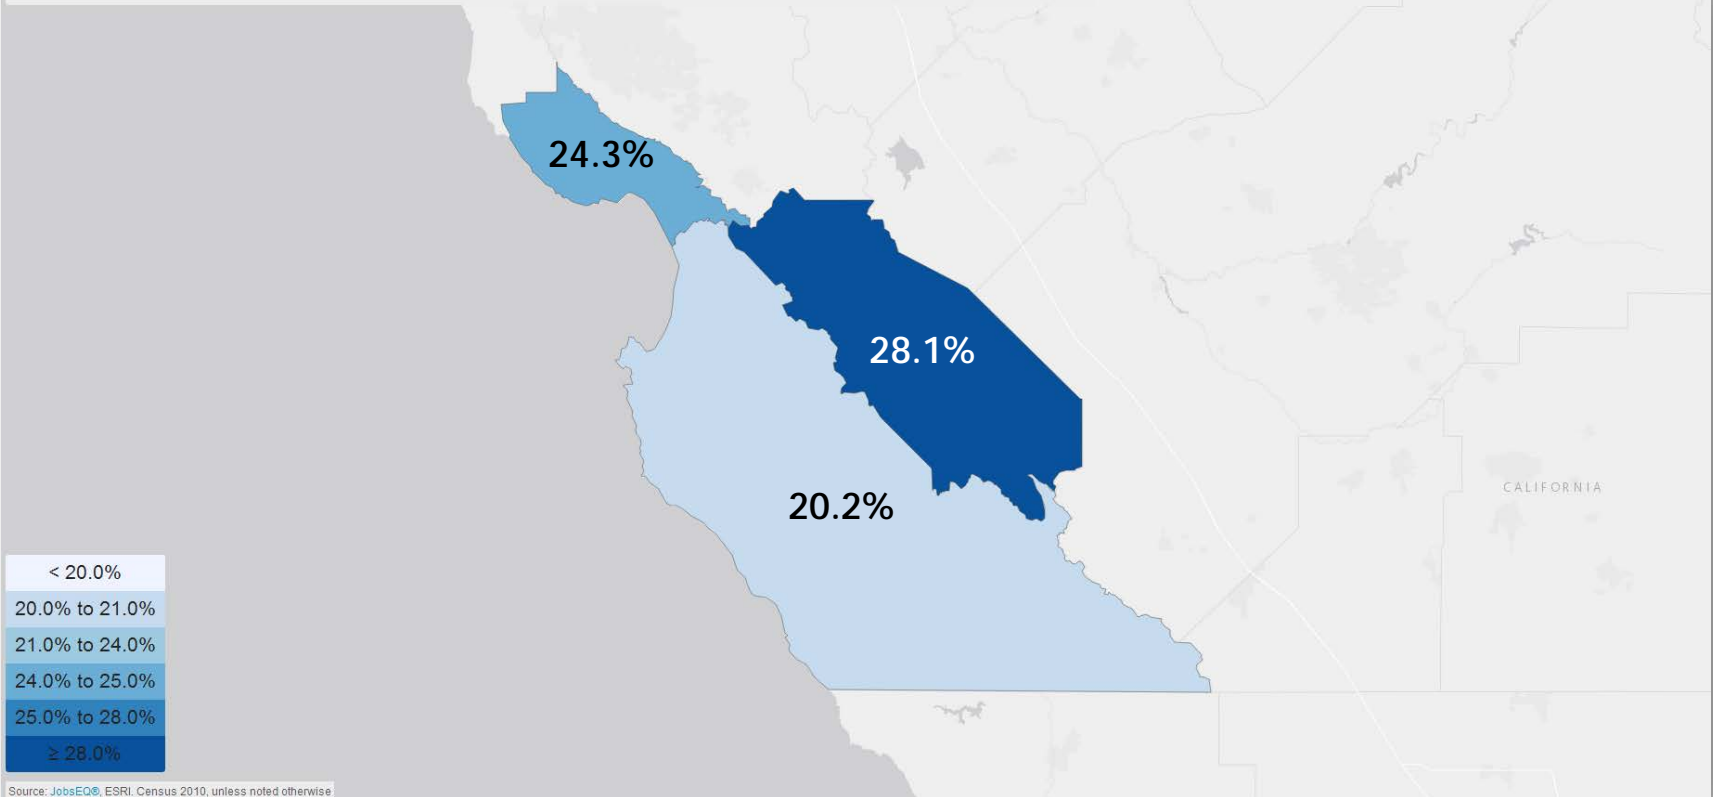 24.3%
28.1%
20.2%
CALIFORNIA
< 20.0%
20.0% to 21.0%
21.0% to 24.0%
24.0% to 25.0%
25.0% to 28.0%
≥ 28.0%
Source: JobsEQ®, ESRI. Census 2010, unless noted otherwise